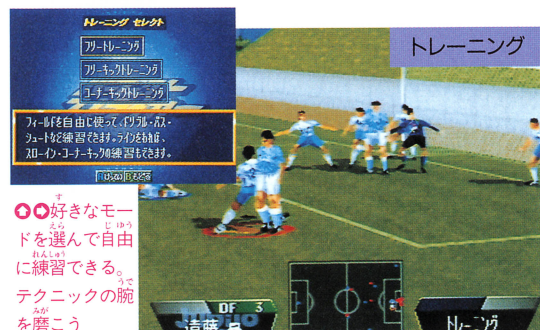 トレーニング セレクト
フリートレーニング
フリーキックトレーニング
コーナーキックトレーニング
フィールドを自由に使って、ドリブル・パス・
シュートなど練習できます。ラインをわれば、
スローイン・コーナーキックの練習もできます。
トレーニング
好きなモー
ドを選んで自由
に練習できる。
テクニックの腕
を磨こう
DF 3
トレーニング